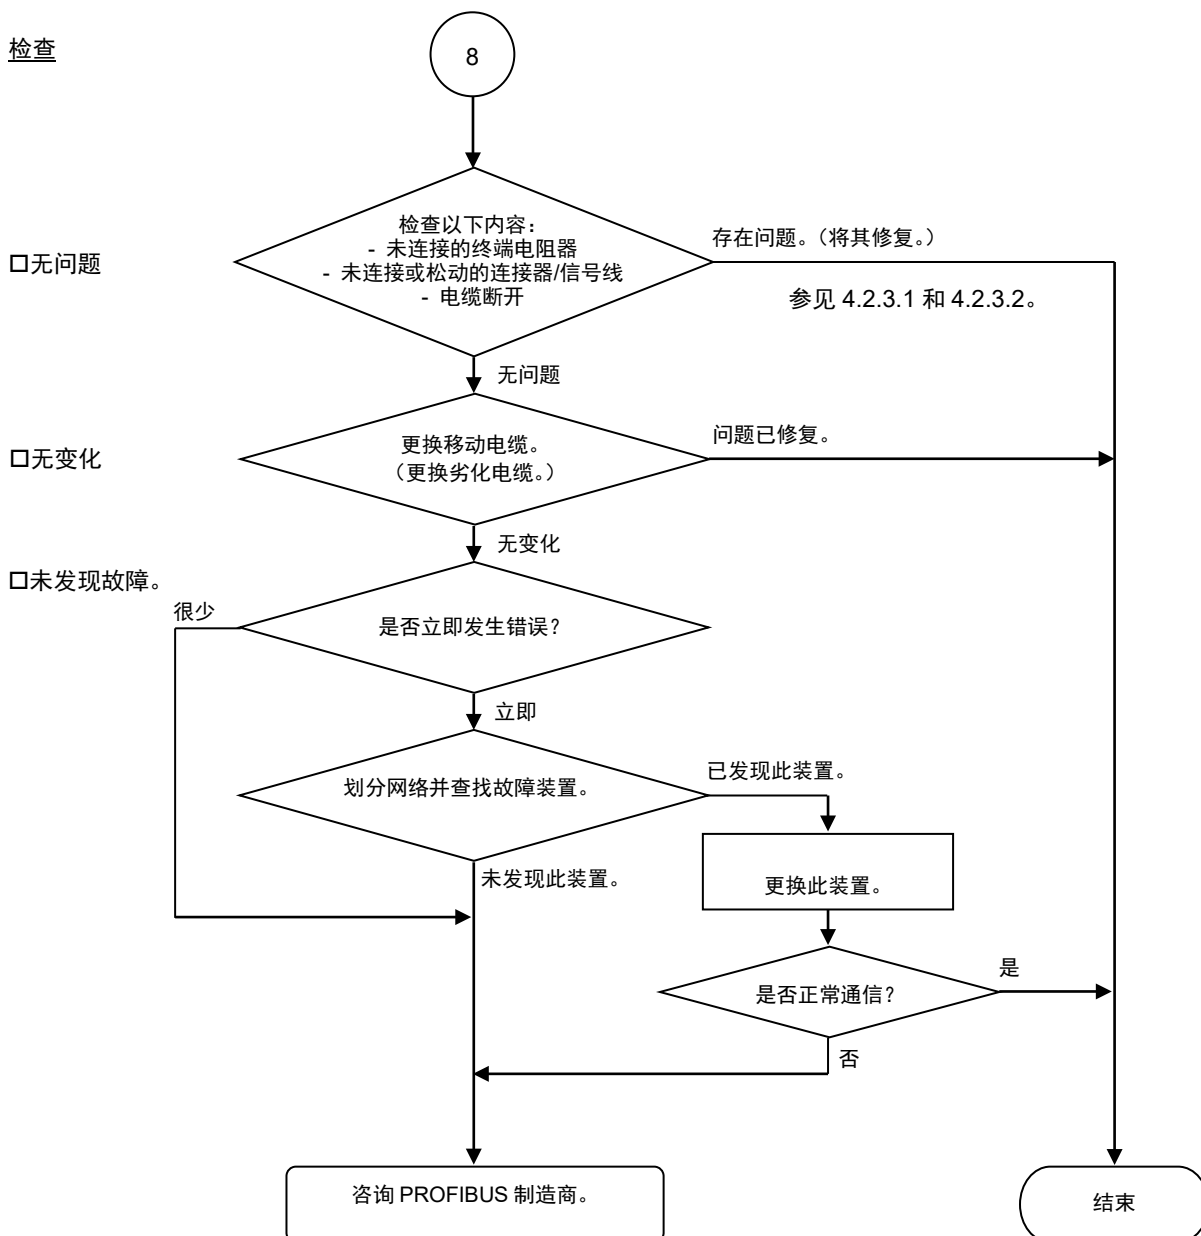 检查
8
检查以下内容：
- 未连接的终端电阻器
- 未连接或松动的连接器/信号线
- 电缆断开
存在问题。（将其修复。）
口无问题
参见 4.2.3.1 和 4.2.3.2。
无问题
更换移动电缆。
（更换劣化电缆。）
问题已修复。
口无变化
无变化
口未发现故障。
很少
是否立即发生错误？
立即
划分网络并查找故障装置。
已发现此装置。
未发现此装置。
更换此装置。
是否正常通信？
是
否
咨询 PROFIBUS 制造商。
结束